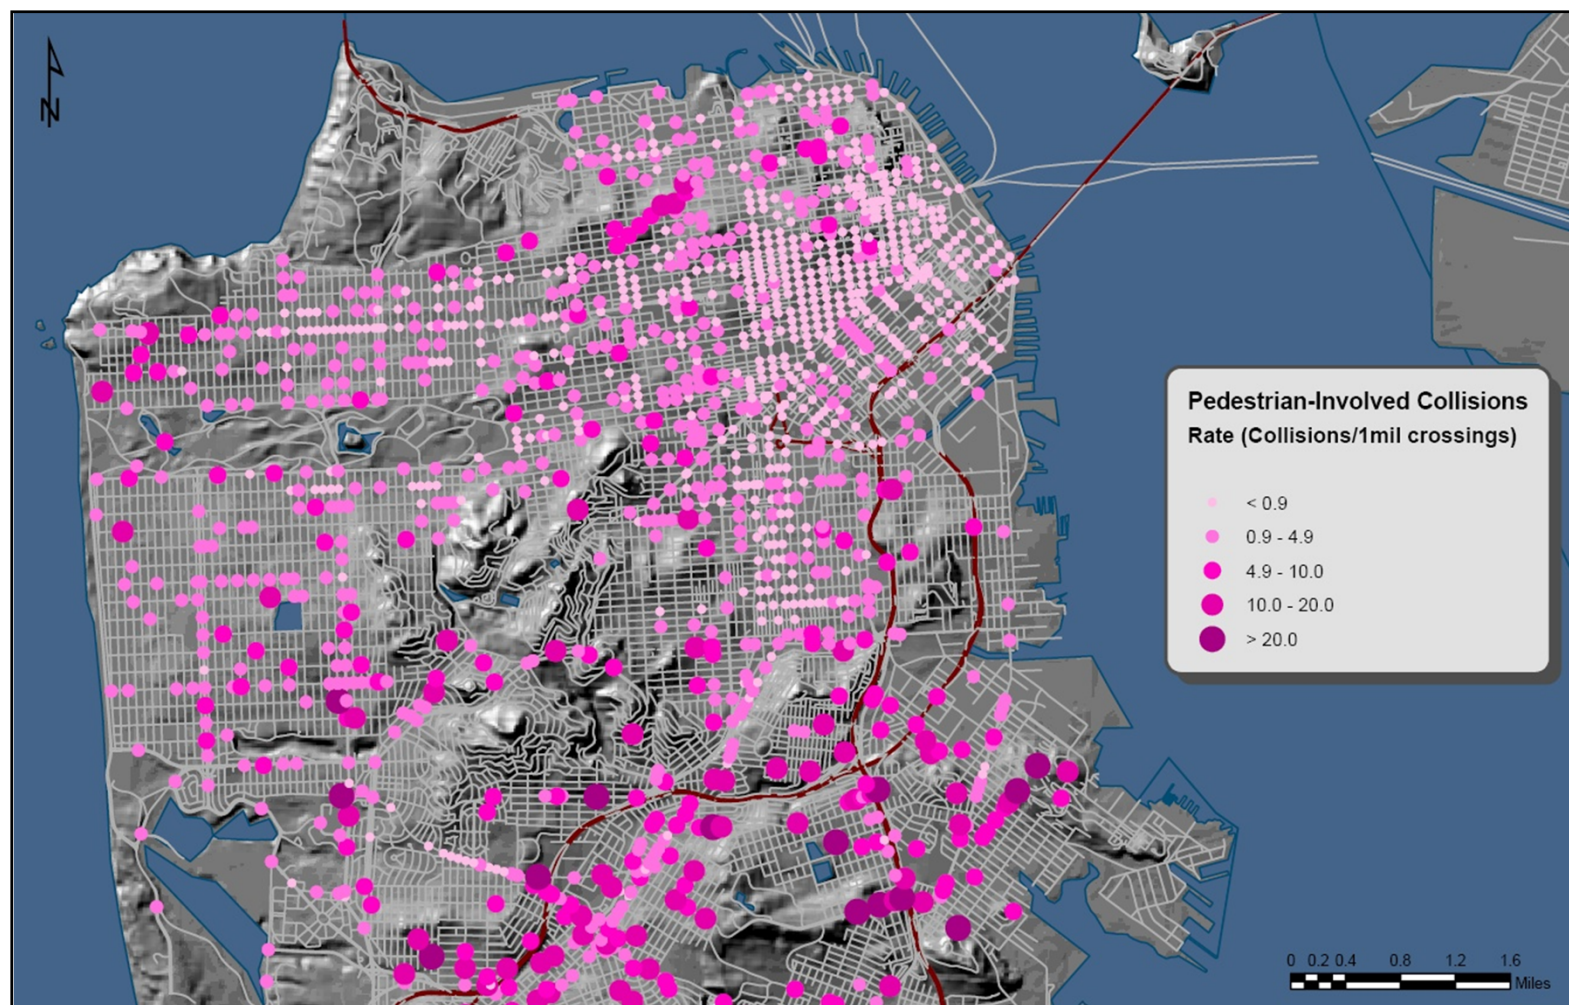 N
Pedestrian-Involved Collisions
Rate (Collisions/1mil crossings)
< 0.9
0.9 - 4.9
4.9 - 10.0
10.0 - 20.0
> 20.0
0 0.2 0.4 0.8 1.2 1.6
Miles